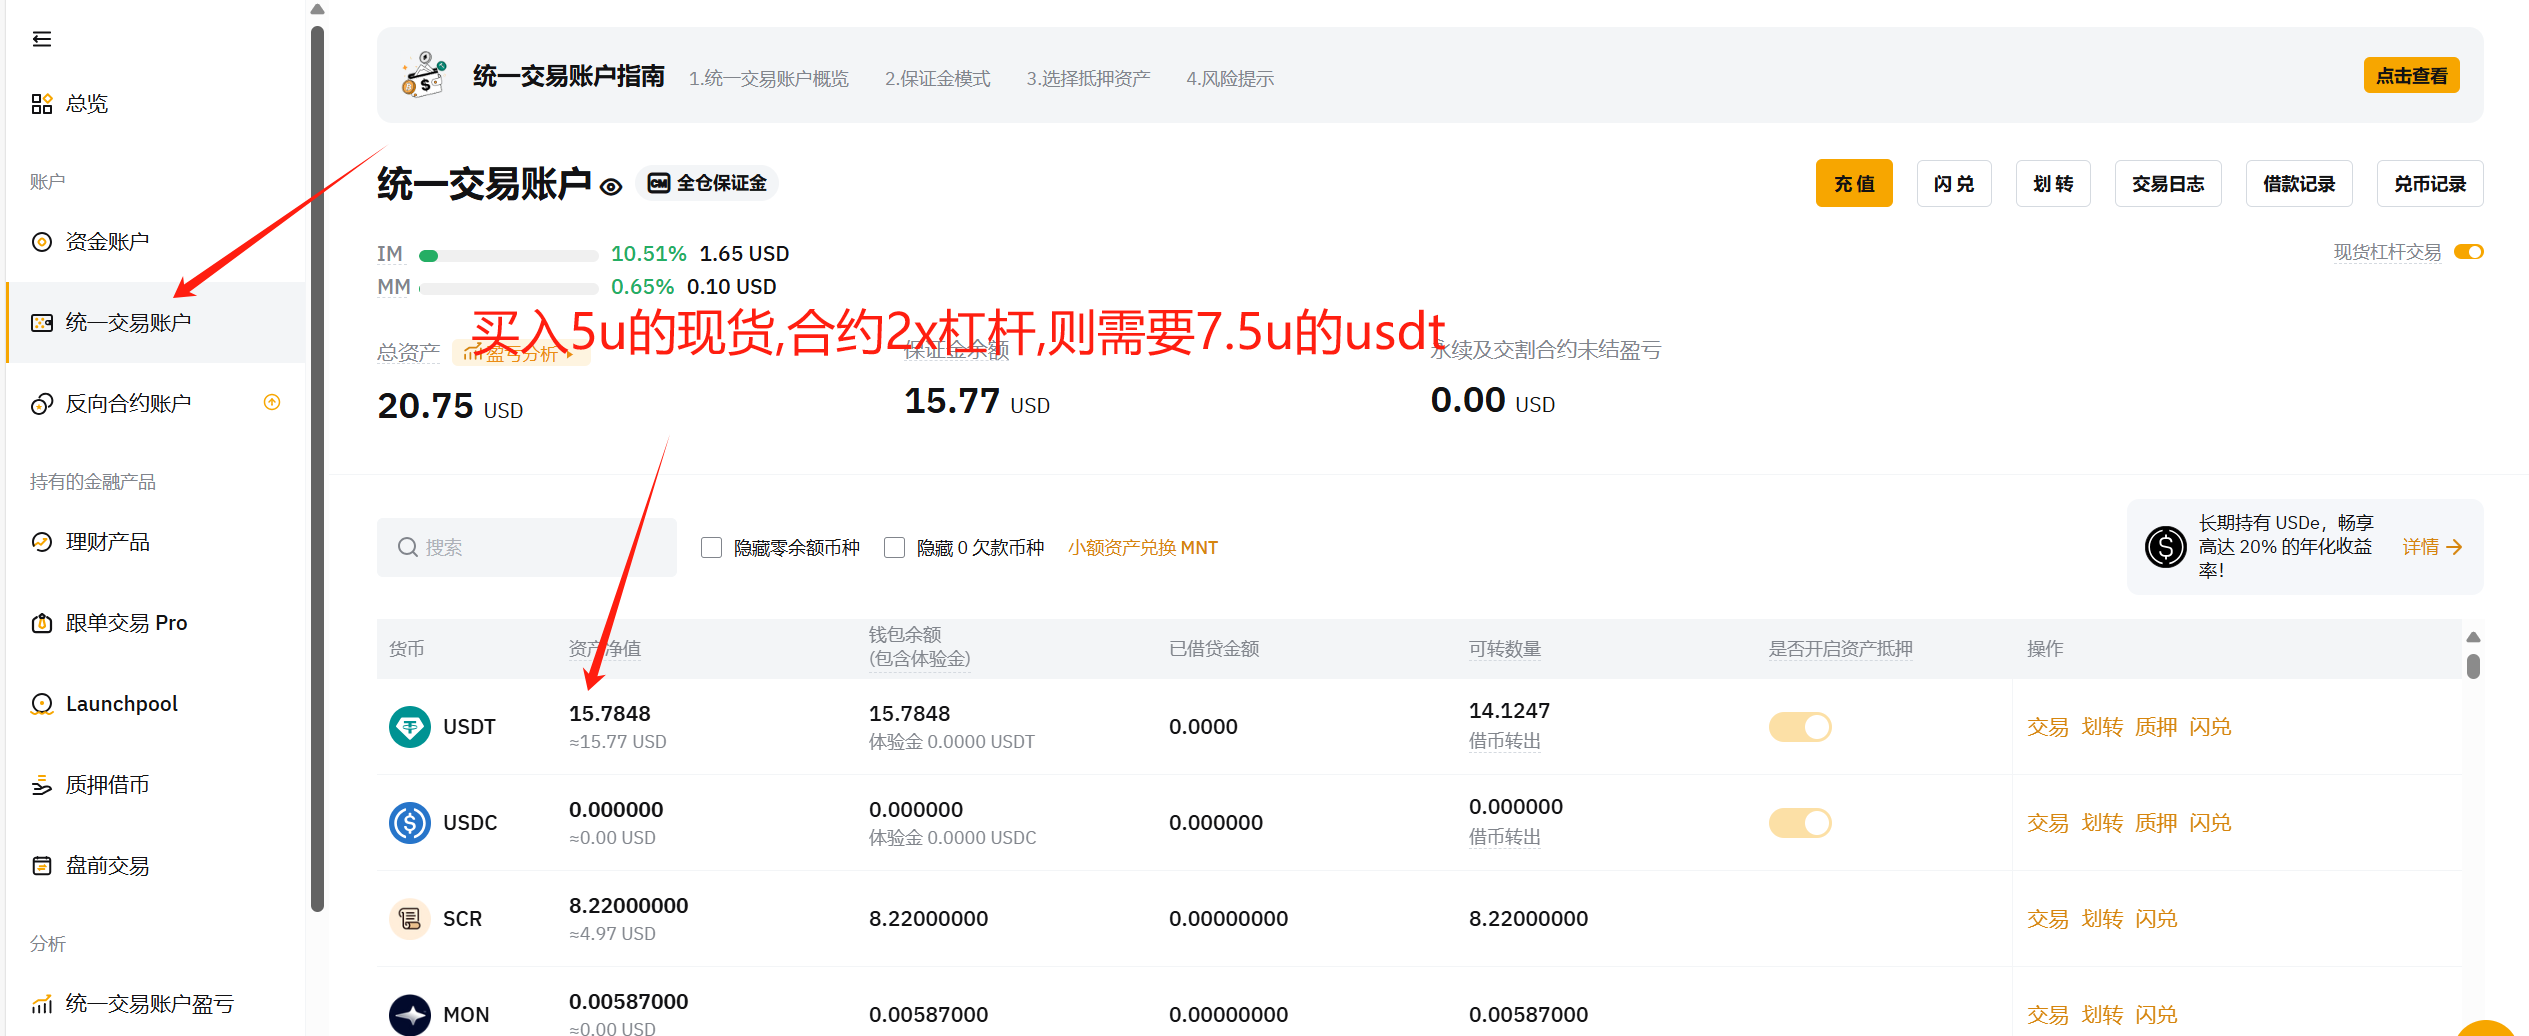 总览
账户
资金账户
统一交易账户
反向合约账户
持有的金融产品
理财产品
跟单交易 Pro
Launchpool
质押借币
盘前交易
分析
统一交易账户盈亏
统一交易账户指南 1.统一交易账户概览 2.保证金模式 3.选择抵押资产 4.风险提示 点击查看
统一交易账户 CM 全仓保证金 充值 闪兑 划转 交易日志 借款记录 兑币记录
IM 10.51% 1.65 USD 现货杠杆交易
MM 0.65% 0.10 USD
买入5u的现货,合约2x杠杆,则需要7.5u的usdt
总资产 盈亏分析 保证金余额 永续及交割合约未结盈亏
20.75 USD 15.77 USD 0.00 USD
搜索 隐藏零余额币种 隐藏 0 欠款币种 小额资产兑换 MNT
长期持有 USDe，畅享
高达 20% 的年化收益
率！
详情
货币 资产净值 钱包余额 已借贷金额 可转数量 是否开启资产抵押 操作
(包含体验金)
USDT 15.7848 15.7848 0.0000 14.1247 交易 划转 质押 闪兑
≈15.77 USD 体验金 0.0000 USDT 借币转出
USDC 0.000000 0.000000 0.000000 0.000000 交易 划转 质押 闪兑
≈0.00 USD 体验金 0.0000 USDC 借币转出
SCR 8.22000000 8.22000000 0.00000000 8.22000000 交易 划转 闪兑
≈4.97 USD
MON 0.00587000 0.00587000 0.00000000 0.00587000 交易 划转 闪兑
≈0.00 USD